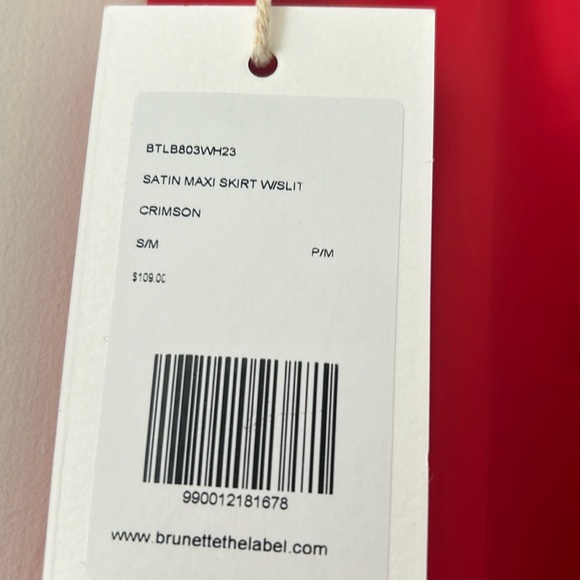 BTLB803WH23
SATIN MAXI SKIRT W/SLIT
CRIMSON
S/M P/M
$109.00
990012181678
www.brunettethelabel.com